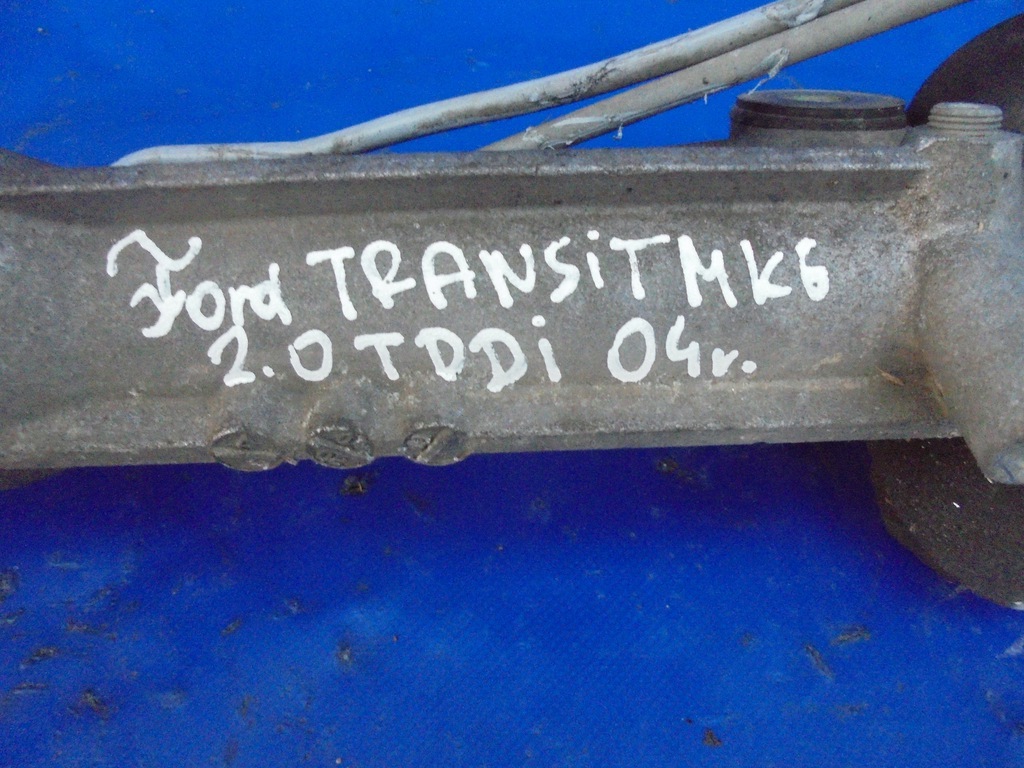 Ford TRANSiT MK6
2.0 TDDi 04r.